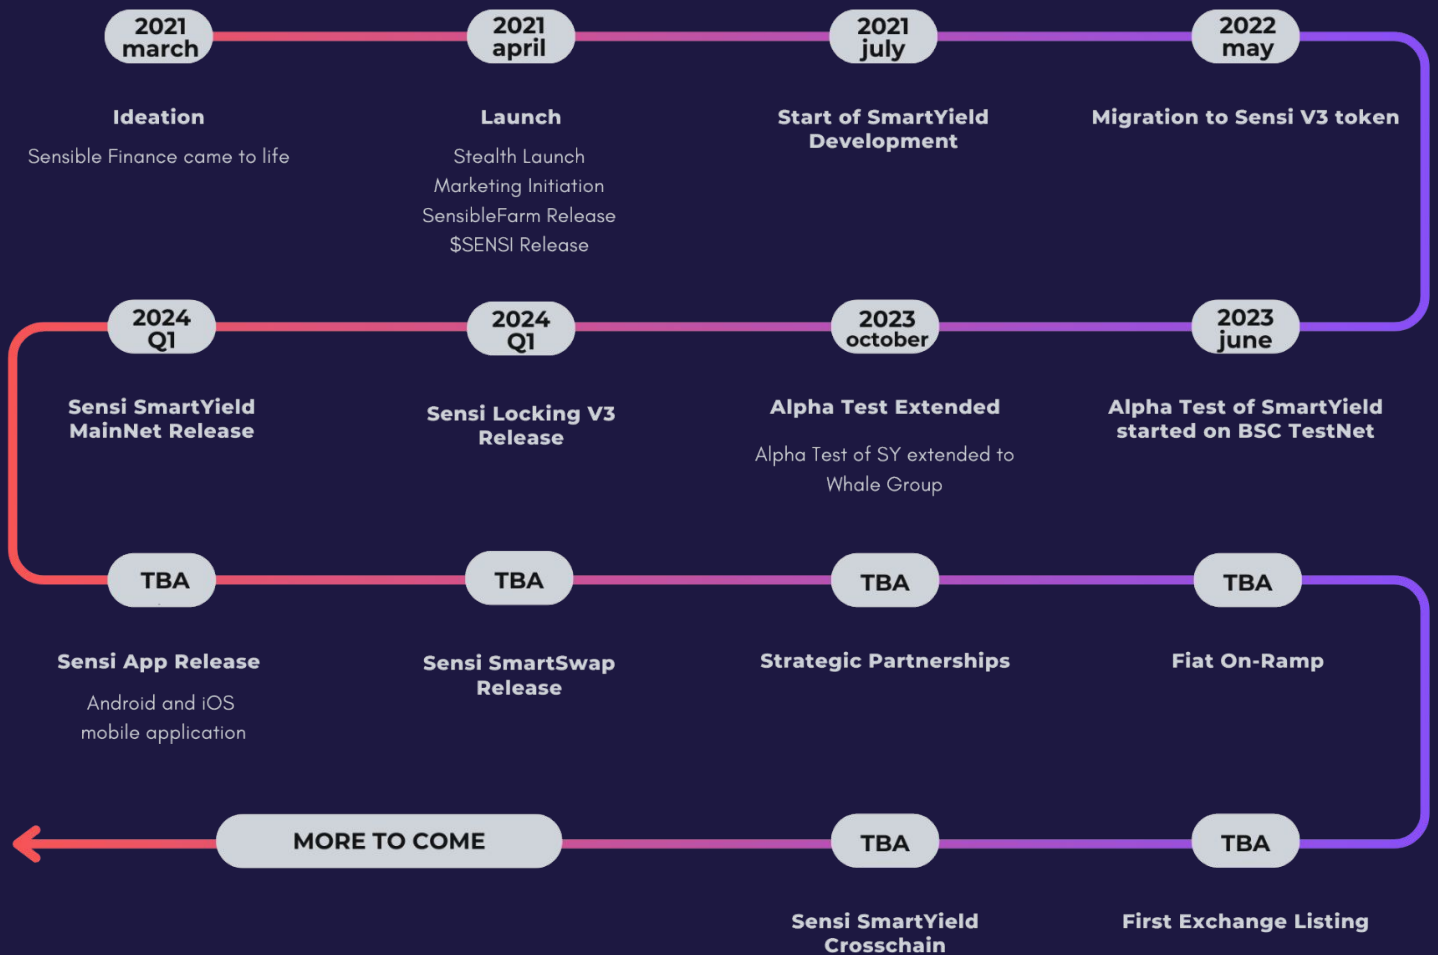 2021
march
Ideation
Sensible Finance came to life
2021
april
Launch
Stealth Launch
Marketing Initiation
SensibleFarm Release
$SENSI Release
2021
july
Start of SmartYield
Development
2022
may
Migration to Sensi V3 token
2023
june
Alpha Test of SmartYield
started on BSC TestNet
2023
october
Alpha Test Extended
Alpha Test of SY extended to
Whale Group
2024
Q1
Sensi Locking V3
Release
2024
Q1
Sensi SmartYield
MainNet Release
TBA
Sensi App Release
Android and iOS
mobile application
TBA
Sensi SmartSwap
Release
TBA
Strategic Partnerships
TBA
Fiat On-Ramp
TBA
First Exchange Listing
TBA
Sensi SmartYield
Crosschain
MORE TO COME